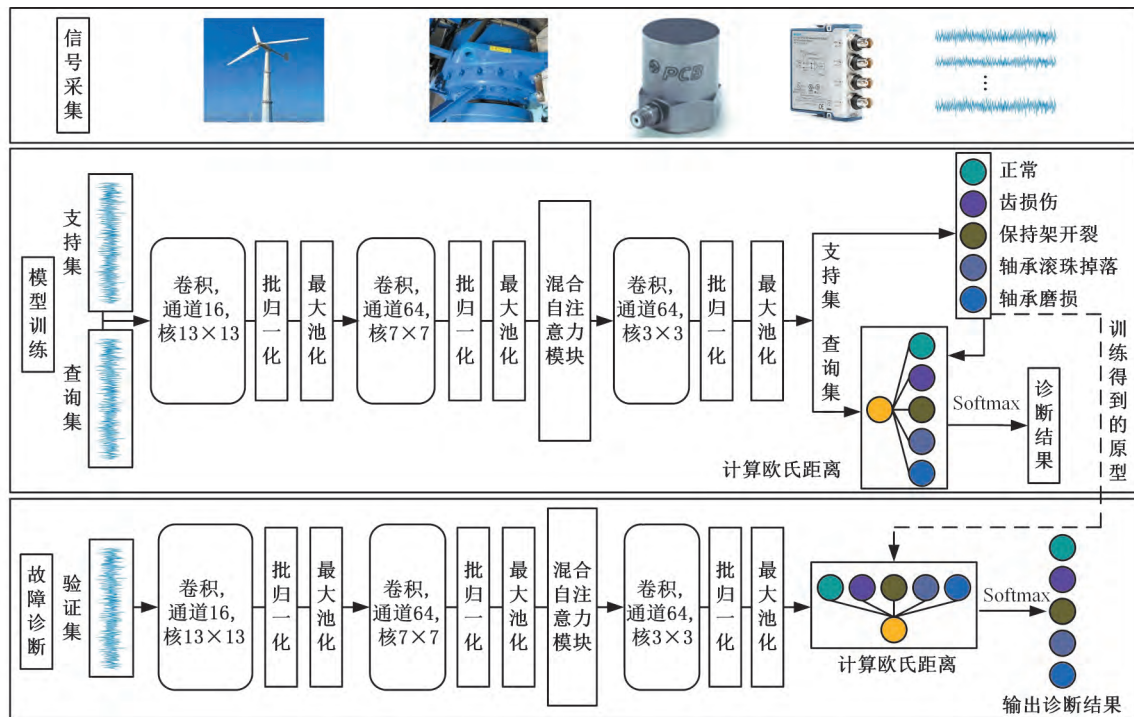 信号采集
PCB
模型训练
支持集
查询集
卷积,
通道16,
核13×13
批归一化
最大池化
卷积,
通道64,
核7×7
批归一化
最大池化
混合
自注
意力
模块
卷积,
通道64,
核3×3
批归一化
最大池化
支持集
查询集
正常
齿损伤
保持架开裂
轴承滚珠掉落
轴承磨损
计算欧氏距离
Softmax
诊断结果
训练得到的原型
故障诊断
验证集
卷积,
通道16,
核13×13
批归一化
最大池化
卷积,
通道64,
核7×7
批归一化
最大池化
混合
自注
意力
模块
卷积,
通道64,
核3×3
批归一化
最大池化
计算欧氏距离
Softmax
输出诊断结果